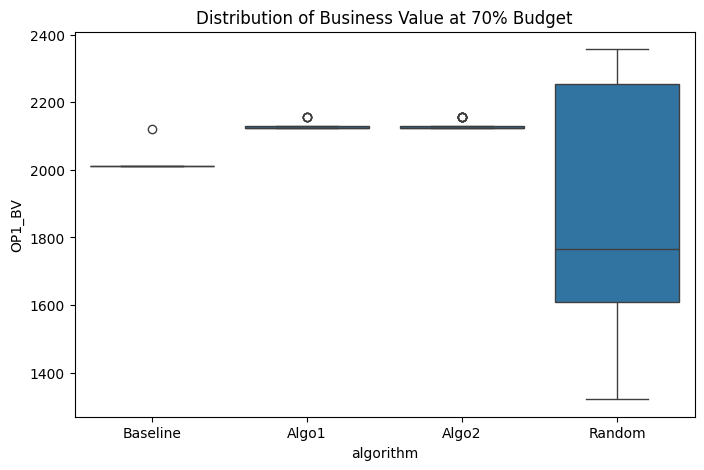 Distribution of Business Value at 70% Budget
2400
2200
2000
1800
1600
1400
OP1_BV
Baseline
Algo1
Algo2
Random
algorithm